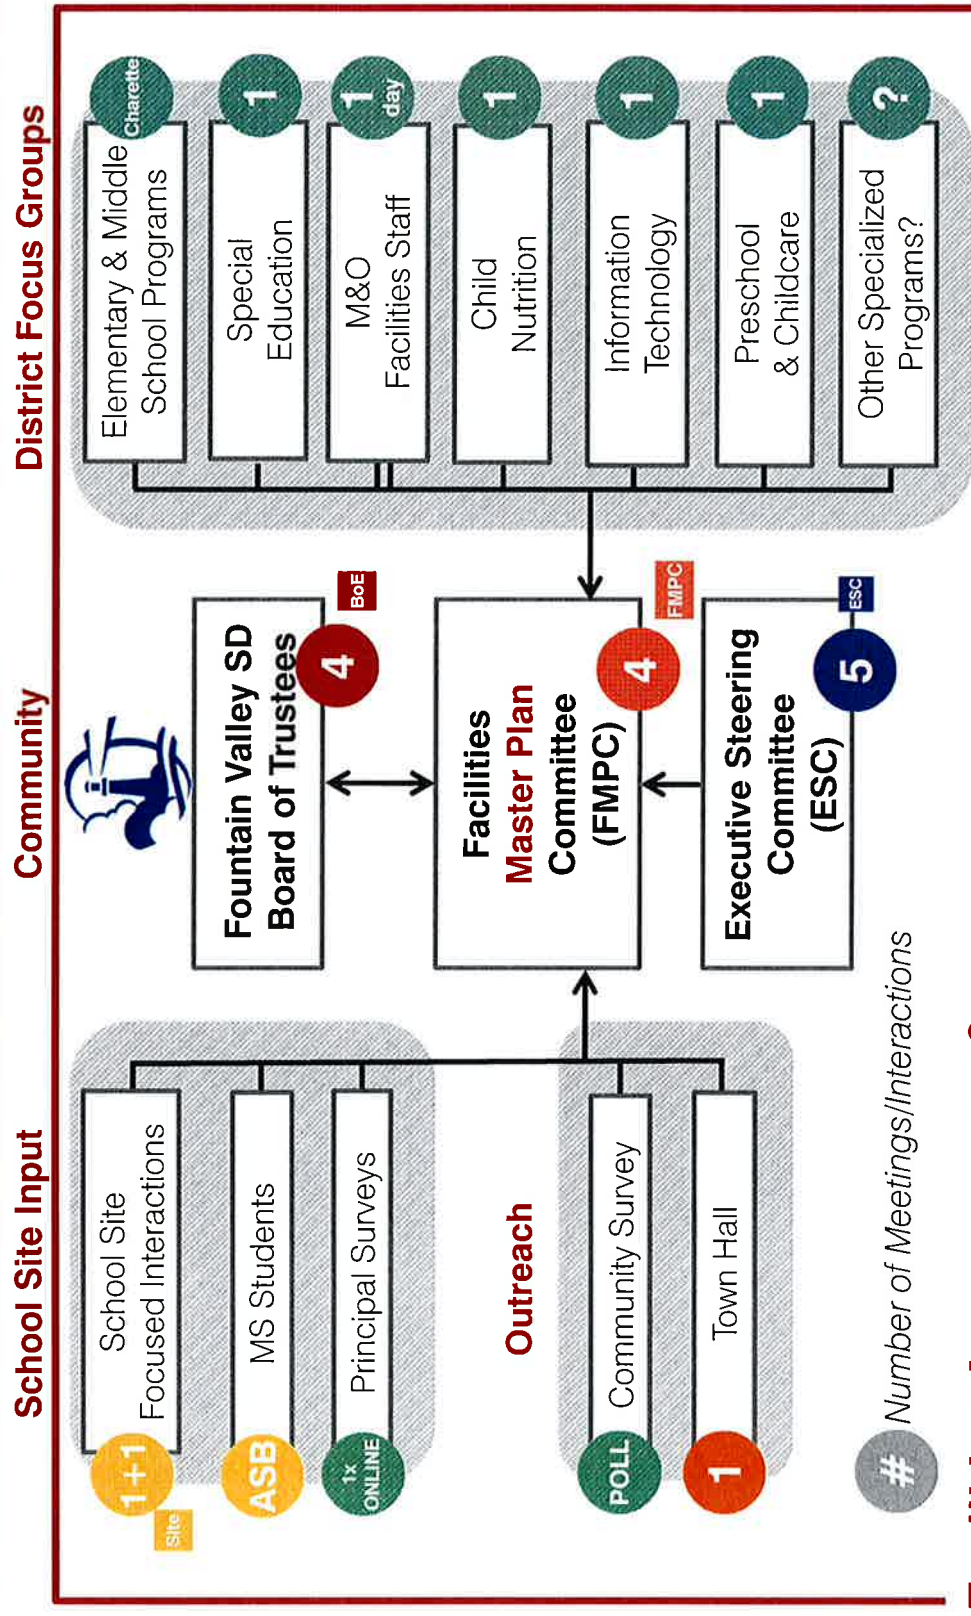 School Site Input
Community
District Focus Groups
School Site
Focused Interactions
1+1
Site
MS Students
ASB
Principal Surveys
1x
ONLINE
Outreach
Community Survey
POLL
Town Hall
1
#
Number of Meetings/Interactions
Fountain Valley SD
Board of Trustees
4
BoE
Facilities
Master Plan
Committee
(FMPC)
4
FMPC
Executive Steering
Committee
(ESC)
5
ESC
Elementary & Middle
School Programs
Charette
Special
Education
1
M&O
Facilities Staff
1
day
Child
Nutrition
1
Information
Technology
1
Preschool
& Childcare
1
Other Specialized
Programs?
?